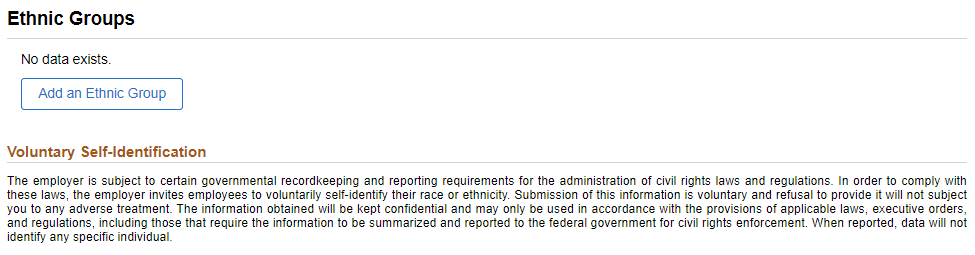 Ethnic Groups
No data exists.
Add an Ethnic Group
Voluntary Self-Identification
The employer is subject to certain governmental recordkeeping and reporting requirements for the administration of civil rights laws and regulations. In order to comply with
these laws, the employer invites employees to voluntarily self-identify their race or ethnicity. Submission of this information is voluntary and refusal to provide it will not subject
you to any adverse treatment. The information obtained will be kept confidential and may only be used in accordance with the provisions of applicable laws, executive orders,
and regulations, including those that require the information to be summarized and reported to the federal government for civil rights enforcement. When reported, data will not
identify any specific individual.